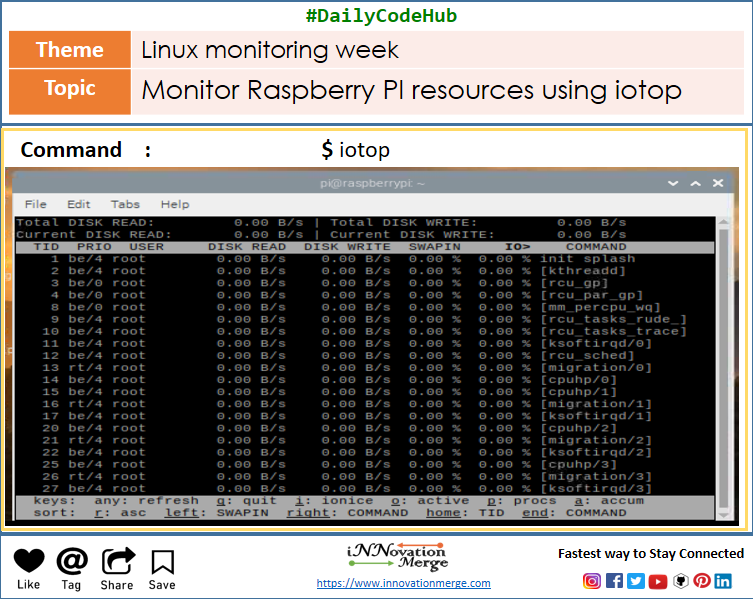 #DailyCodeHub
Theme Linux monitoring week
Topic Monitor Raspberry PI resources using iotop
Command : $ iotop
pi@raspberrypi: ~
File Edit Tabs Help
Total DISK READ: 0.00 B/s | Total DISK WRITE: 0.00 B/s
Current DISK READ: 0.00 B/s | Current DISK WRITE: 0.00 B/s
TID PRIO USER DISK READ DISK WRITE SWAPIN IO> COMMAND
1 be/4 root 0.00 B/s 0.00 B/s 0.00 % 0.00 % init splash
2 be/4 root 0.00 B/s 0.00 B/s 0.00 % 0.00 % [kthreadd]
3 be/0 root 0.00 B/s 0.00 B/s 0.00 % 0.00 % [rcu_gp]
4 be/0 root 0.00 B/s 0.00 B/s 0.00 % 0.00 % [rcu_par_gp]
8 be/0 root 0.00 B/s 0.00 B/s 0.00 % 0.00 % [mm_percpu_wq]
9 be/4 root 0.00 B/s 0.00 B/s 0.00 % 0.00 % [rcu_tasks_rude_]
10 be/4 root 0.00 B/s 0.00 B/s 0.00 % 0.00 % [rcu_tasks_trace]
11 be/4 root 0.00 B/s 0.00 B/s 0.00 % 0.00 % [ksoftirqd/0]
12 be/4 root 0.00 B/s 0.00 B/s 0.00 % 0.00 % [rcu_sched]
13 rt/4 root 0.00 B/s 0.00 B/s 0.00 % 0.00 % [migration/0]
14 be/4 root 0.00 B/s 0.00 B/s 0.00 % 0.00 % [cpuhp/0]
15 be/4 root 0.00 B/s 0.00 B/s 0.00 % 0.00 % [cpuhp/1]
16 rt/4 root 0.00 B/s 0.00 B/s 0.00 % 0.00 % [migration/1]
17 be/4 root 0.00 B/s 0.00 B/s 0.00 % 0.00 % [ksoftirqd/1]
20 be/4 root 0.00 B/s 0.00 B/s 0.00 % 0.00 % [cpuhp/2]
21 rt/4 root 0.00 B/s 0.00 B/s 0.00 % 0.00 % [migration/2]
22 be/4 root 0.00 B/s 0.00 B/s 0.00 % 0.00 % [ksoftirqd/2]
25 be/4 root 0.00 B/s 0.00 B/s 0.00 % 0.00 % [cpuhp/3]
26 rt/4 root 0.00 B/s 0.00 B/s 0.00 % 0.00 % [migration/3]
27 be/4 root 0.00 B/s 0.00 B/s 0.00 % 0.00 % [ksoftirqd/3]
keys: any: refresh q: quit i: ionice o: active p: procs a: accum
sort: r: asc left: SWAPIN right: COMMAND home: TID end: COMMAND
Like Tag Share Save
iNNovation
Merge
https://www.innovationmerge.com
Fastest way to Stay Connected